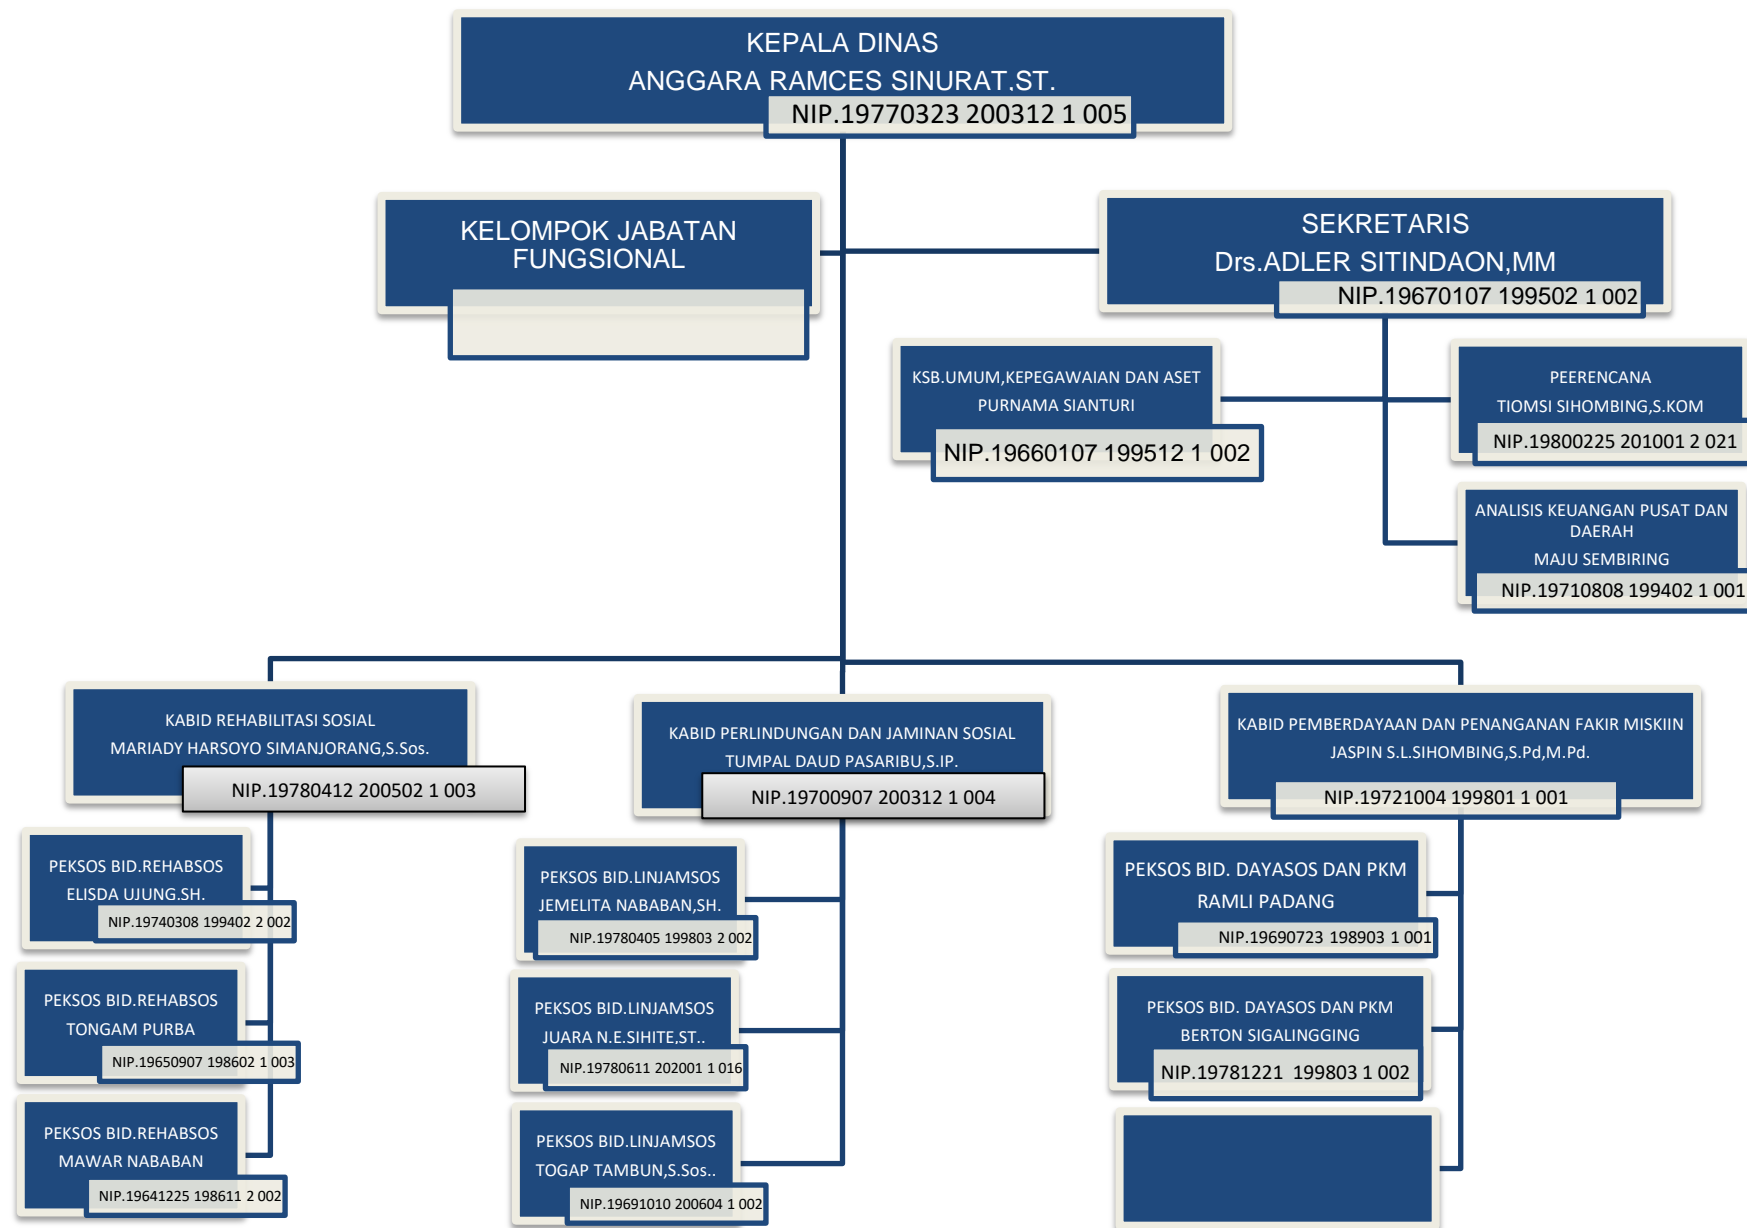 KEPALA DINAS
ANGGARA RAMCES SINURAT,ST.
NIP.19770323 200312 1 005
KELOMPOK JABATAN
FUNGSIONAL
SEKRETARIS
Drs.ADLER SITINDAON,MM
NIP.19670107 199502 1 002
KSB.UMUM,KEPEGAWAIAN DAN ASET
PURNAMA SIANTURI
NIP.19660107 199512 1 002
PEERENCANA
TIOMSI SIHOMBING,S.KOM
NIP.19800225 201001 2 021
ANALISIS KEUANGAN PUSAT DAN
DAERAH
MAJU SEMBIRING
NIP.19710808 199402 1 001
KABID REHABILITASI SOSIAL
MARIADY HARSOYO SIMANJORANG,S.Sos.
NIP.19780412 200502 1 003
PEKSOS BID.REHABSOS
ELISDA UJUNG.SH.
NIP.19740308 199402 2 002
PEKSOS BID.REHABSOS
TONGAM PURBA
NIP.19650907 198602 1 003
PEKSOS BID.REHABSOS
MAWAR NABABAN
NIP.19641225 198611 2 002
KABID PERLINDUNGAN DAN JAMINAN SOSIAL
TUMPAL DAUD PASARIBU,S.IP.
NIP.19700907 200312 1 004
PEKSOS BID.LINJAMSOS
JEMELITA NABABAN,SH.
NIP.19780405 199803 2 002
PEKSOS BID.LINJAMSOS
JUARA N.E.SIHITE,ST..
NIP.19780611 202001 1 016
PEKSOS BID.LINJAMSOS
TOGAP TAMBUN,S.Sos..
NIP.19691010 200604 1 002
KABID PEMBERDAYAAN DAN PENANGANAN FAKIR MISKIIN
JASPIN S.L.SIHOMBING,S.Pd,M.Pd.
NIP.19721004 199801 1 001
PEKSOS BID. DAYASOS DAN PKM
RAMLI PADANG
NIP.19690723 198903 1 001
PEKSOS BID. DAYASOS DAN PKM
BERTON SIGALINGGING
NIP.19781221  199803 1 002